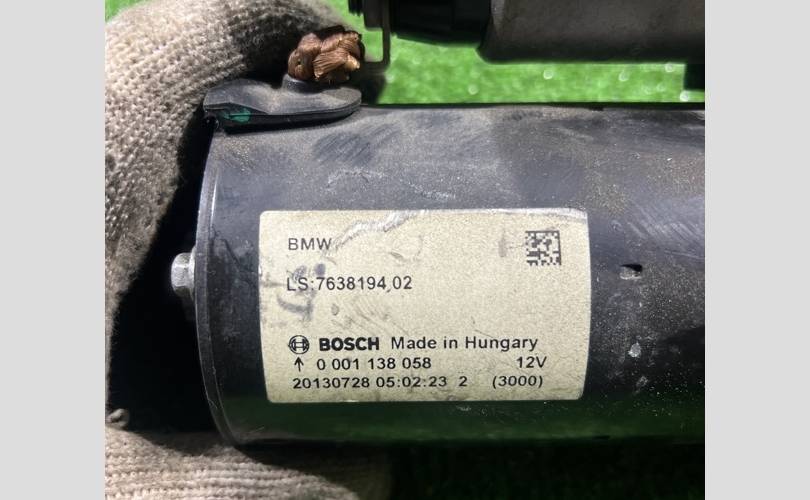 BMW
LS:7638194.02
BOSCH Made in Hungary
↑ 0 001 138 058 12V
20130728 05:02:23 2 (3000)